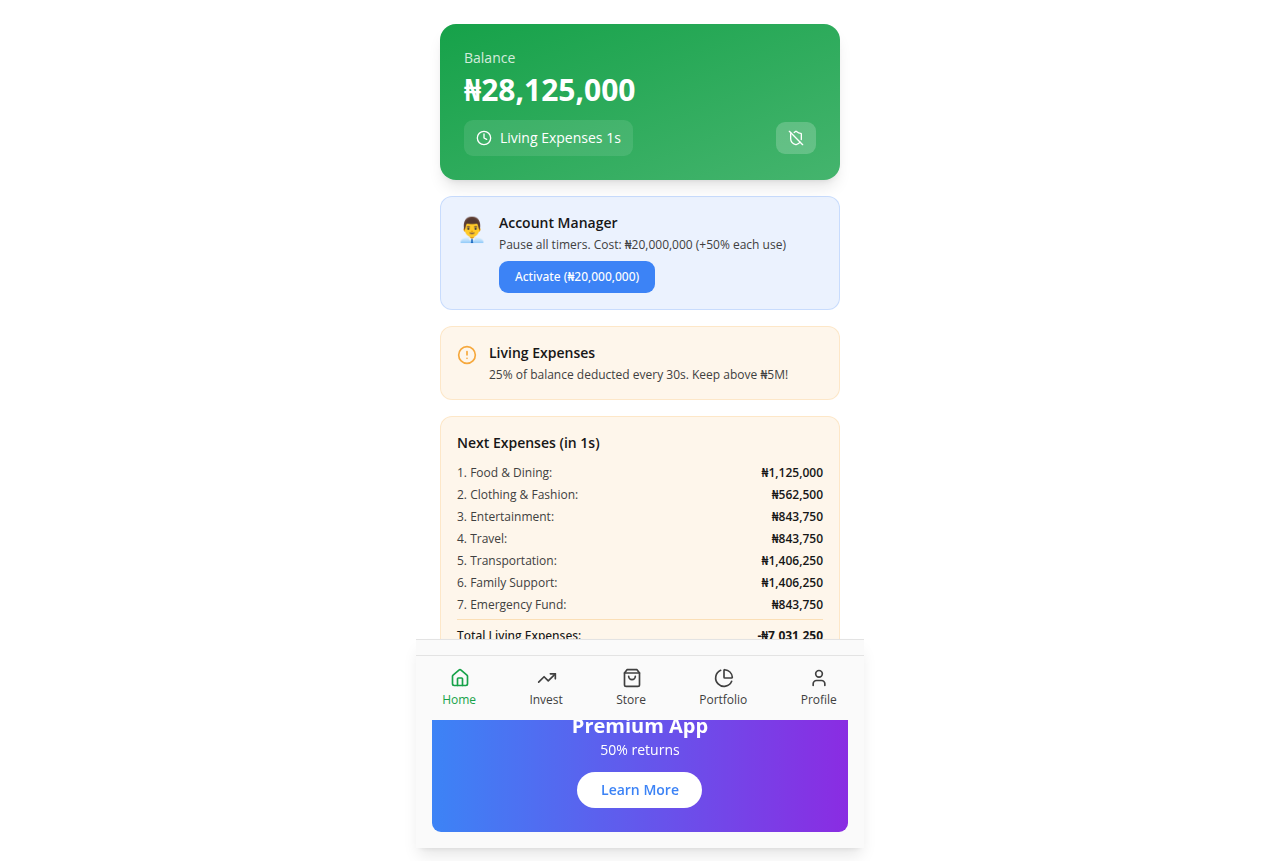 Balance
₦28,125,000
Living Expenses 1s
Account Manager
Pause all timers. Cost: ₦20,000,000 (+50% each use)
Activate (₦20,000,000)
Living Expenses
25% of balance deducted every 30s. Keep above ₦5M!
Next Expenses (in 1s)
1. Food & Dining: ₦1,125,000
2. Clothing & Fashion: ₦562,500
3. Entertainment: ₦843,750
4. Travel: ₦843,750
5. Transportation: ₦1,406,250
6. Family Support: ₦1,406,250
7. Emergency Fund: ₦843,750
Total Living Expenses: -₦7,031,250
Home Invest Store Portfolio Profile
Premium App
50% returns
Learn More